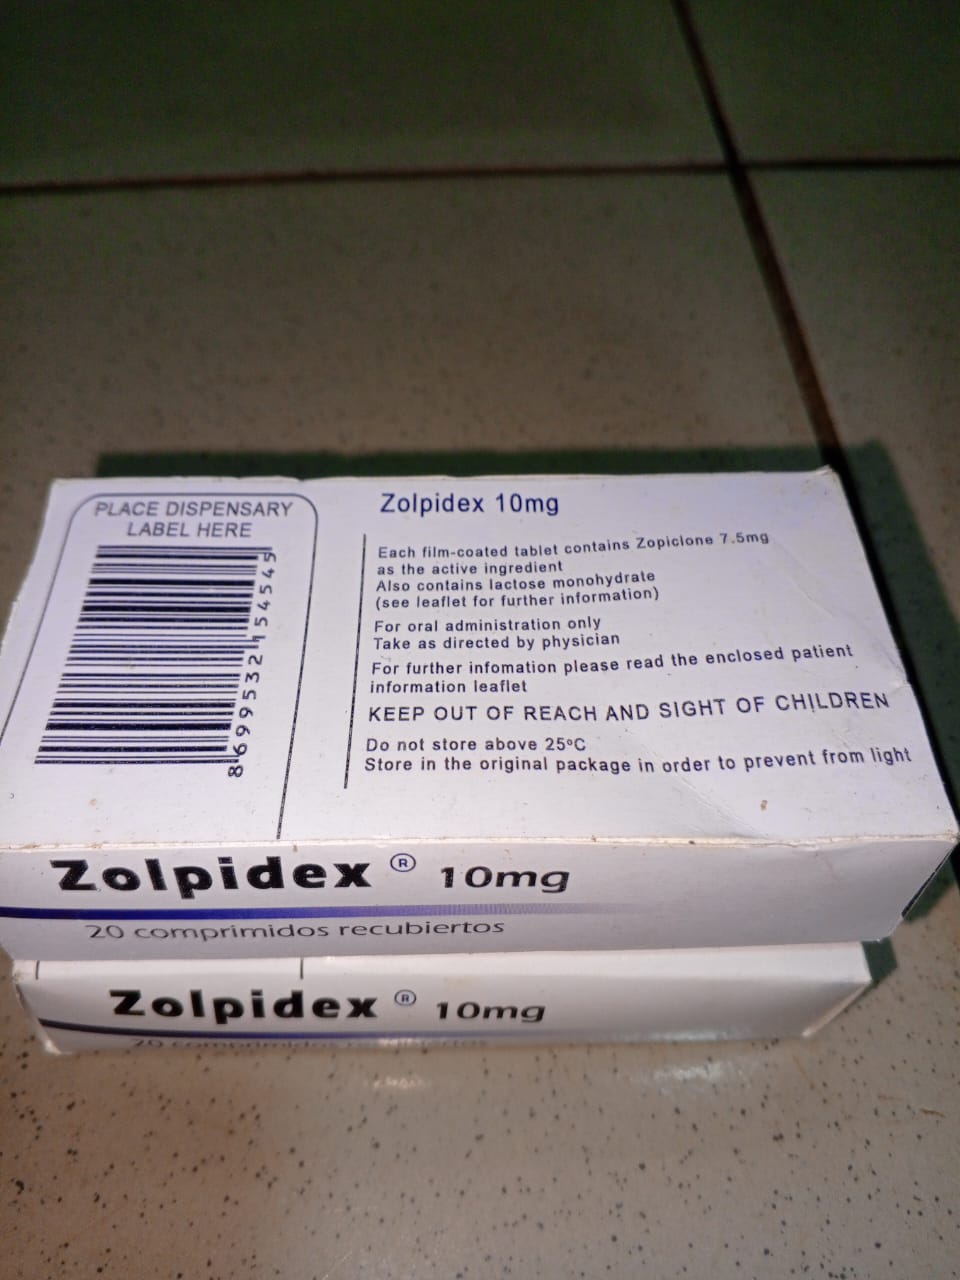 PLACE DISPENSARY
LABEL HERE
8699532154545
Zolpidex 10mg
Each film-coated tablet contains Zopiclone 7.5mg
as the active ingredient
Also contains lactose monohydrate
(see leaflet for further information)
For oral administration only
Take as directed by physician
For further infomation please read the enclosed patient
information leaflet
KEEP OUT OF REACH AND SIGHT OF CHILDREN
Do not store above 25ºC
Store in the original package in order to prevent from light
Zolpidex ® 10mg
20 comprimidos recubiertos
Zolpidex ® 10mg
20 comprimidos recubiertos